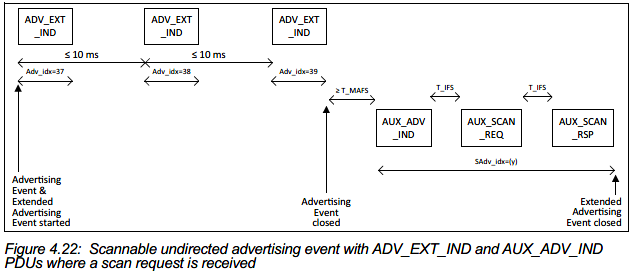 ADV_EXT
_IND
ADV_EXT
_IND
ADV_EXT
_IND
≤ 10 ms
≤ 10 ms
Adv_idx=37
Adv_idx=38
Adv_idx=39
≥ T_MAFS
T_IFS
T_IFS
AUX_ADV_
IND
AUX_SCAN
_REQ
AUX_SCAN
_RSP
SAdv_idx=(y)
Advertising
Event &
Extended
Advertising
Event started
Advertising
Event
closed
Extended
Advertising
Event closed
Figure 4.22: Scannable undirected advertising event with ADV_EXT_IND and AUX_ADV_IND
PDUs where a scan request is received